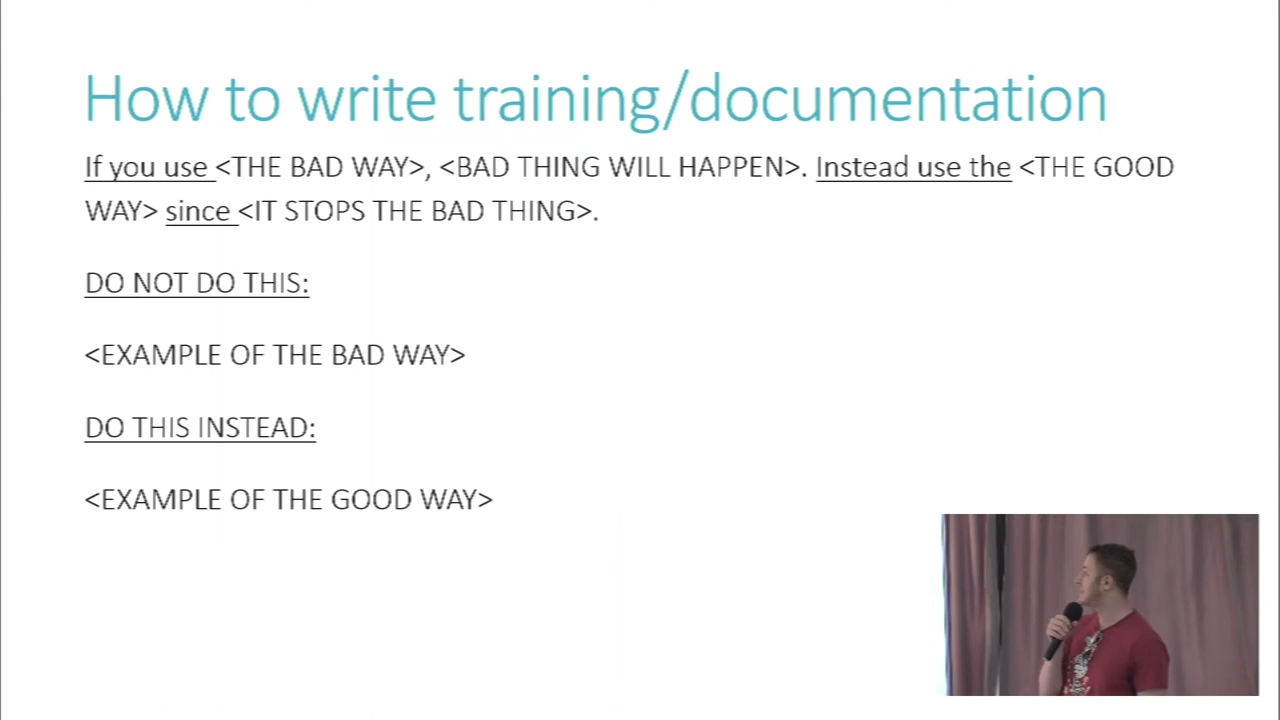 How to write training/documentation
If you use <THE BAD WAY>, <BAD THING WILL HAPPEN>. Instead use the <THE GOOD
WAY> since <IT STOPS THE BAD THING>.
DO NOT DO THIS:
<EXAMPLE OF THE BAD WAY>
DO THIS INSTEAD:
<EXAMPLE OF THE GOOD WAY>